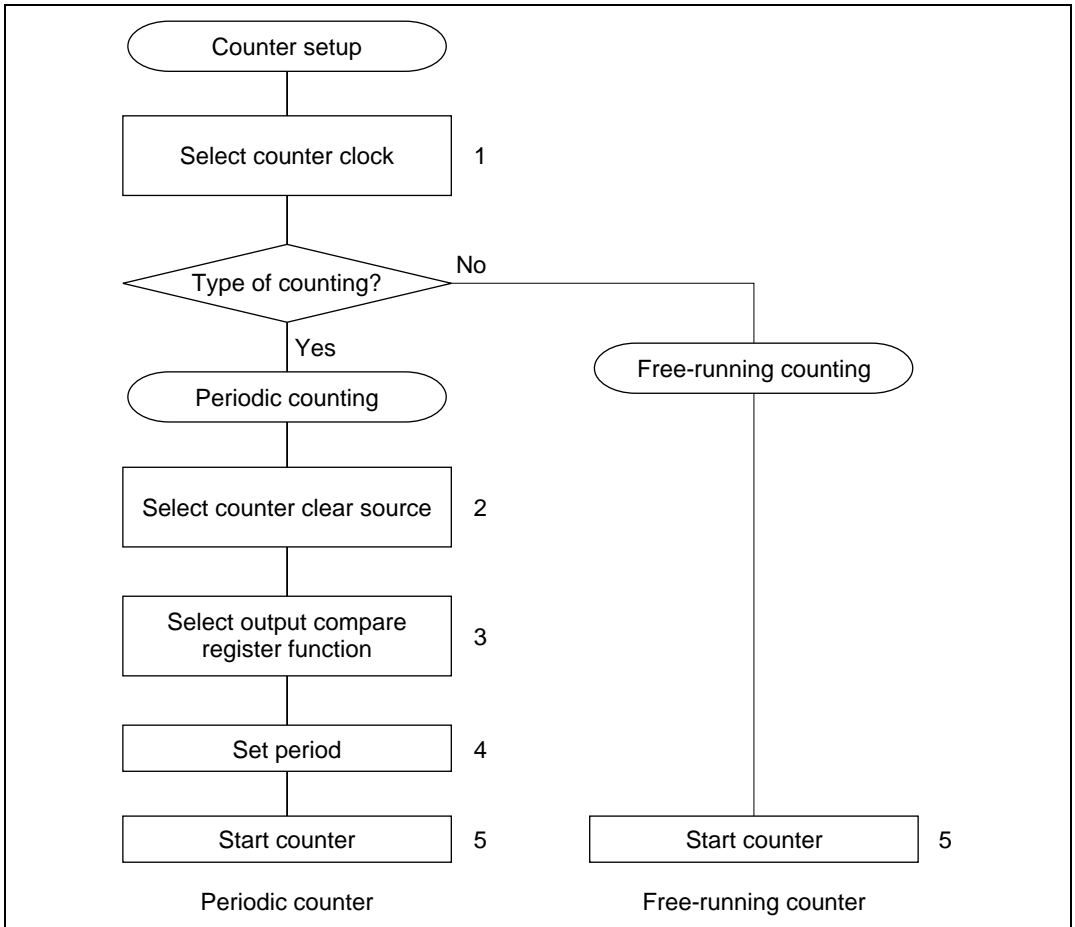 Counter setup
Select counter clock
1
Type of counting?
No
Yes
Free-running counting
Periodic counting
Select counter clear source
2
Select output compare
register function
3
Set period
4
Start counter
5
Start counter
5
Periodic counter
Free-running counter